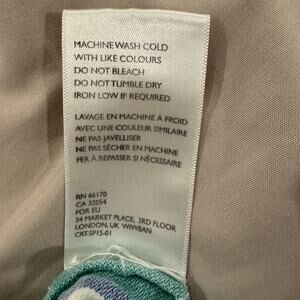 MACHINE WASH COLD
WITH LIKE COLOURS
DO NOT BLEACH
DO NOT TUMBLE DRY
IRON LOW IF REQUIRED
LAVAGE EN MACHINE À FROID
AVEC UNE COULEUR SIMILAIRE
NE PAS JAVELLISER
NE PAS SÉCHER EN MACHINE
FER À REPASSER SI NÉCESSAIRE
RN 66170
CA 32054
FOR EU
24 MARKET PLACE, 3RD FLOOR
LONDON, UK W1W8AN
CRT-SP15-01